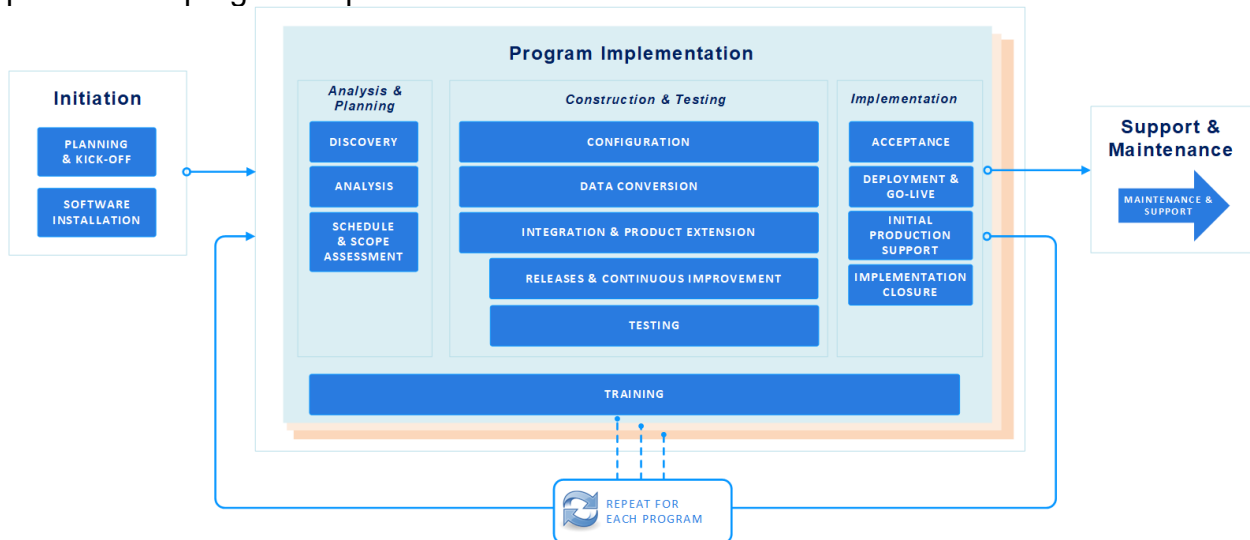 Program Implementation
Initiation
PLANNING
& KICK-OFF
SOFTWARE
INSTALLATION
Analysis &
Planning
DISCOVERY
ANALYSIS
SCHEDULE
& SCOPE
ASSESSMENT
Construction & Testing
CONFIGURATION
DATA CONVERSION
INTEGRATION & PRODUCT EXTENSION
RELEASES & CONTINUOUS IMPROVEMENT
TESTING
Implementation
ACCEPTANCE
DEPLOYMENT &
GO-LIVE
INITIAL
PRODUCTION
SUPPORT
IMPLEMENTATION
CLOSURE
TRAINING
Support &
Maintenance
MAINTENANCE &
SUPPORT
REPEAT FOR
EACH PROGRAM